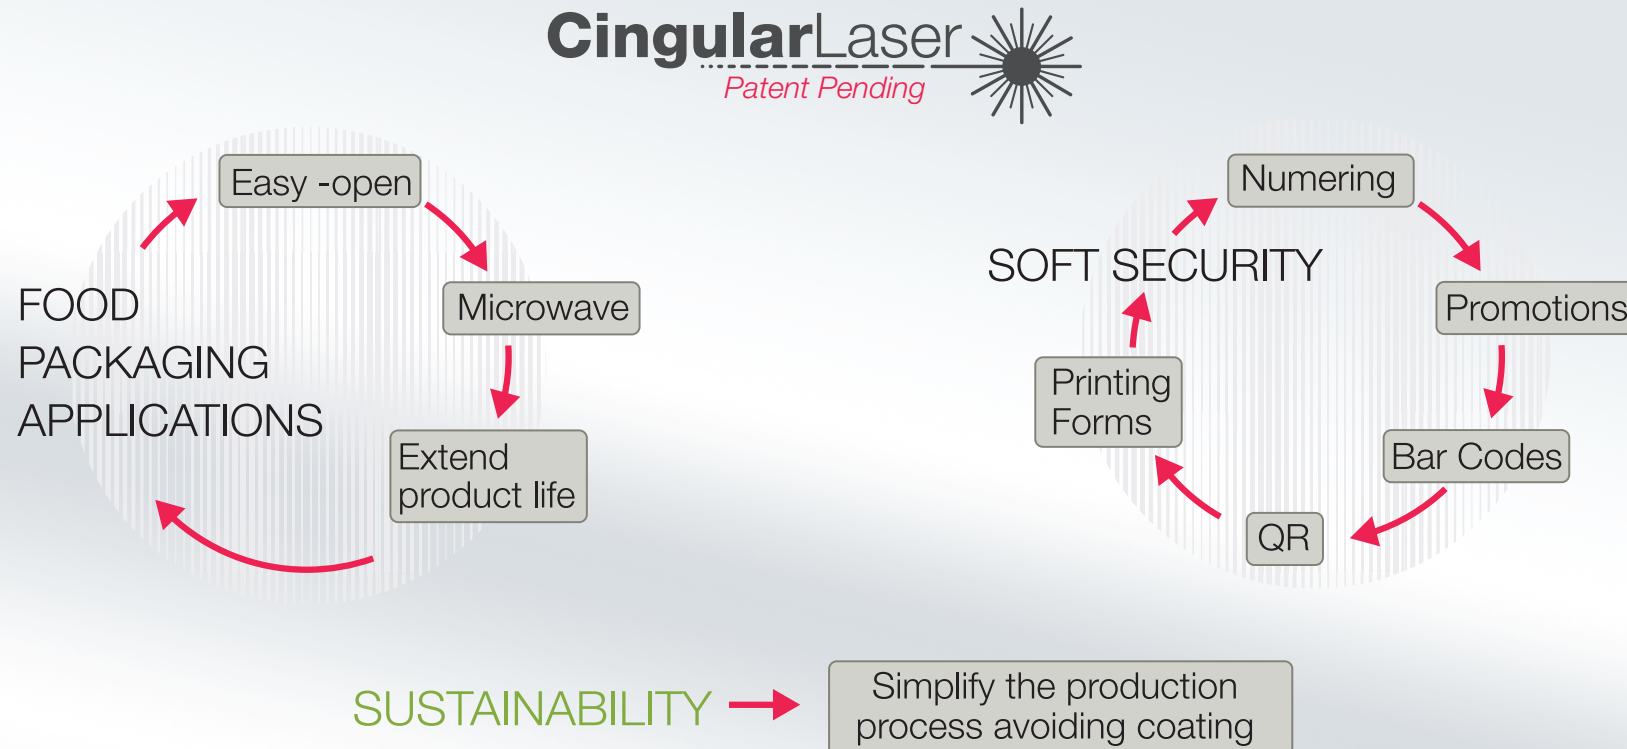 CingularLaser
Patent Pending
FOOD
PACKAGING
APPLICATIONS
Easy -open
Microwave
Extend
product life
SOFT SECURITY
Numering
Promotions
Bar Codes
QR
Printing
Forms
SUSTAINABILITY
Simplify the production
process avoiding coating